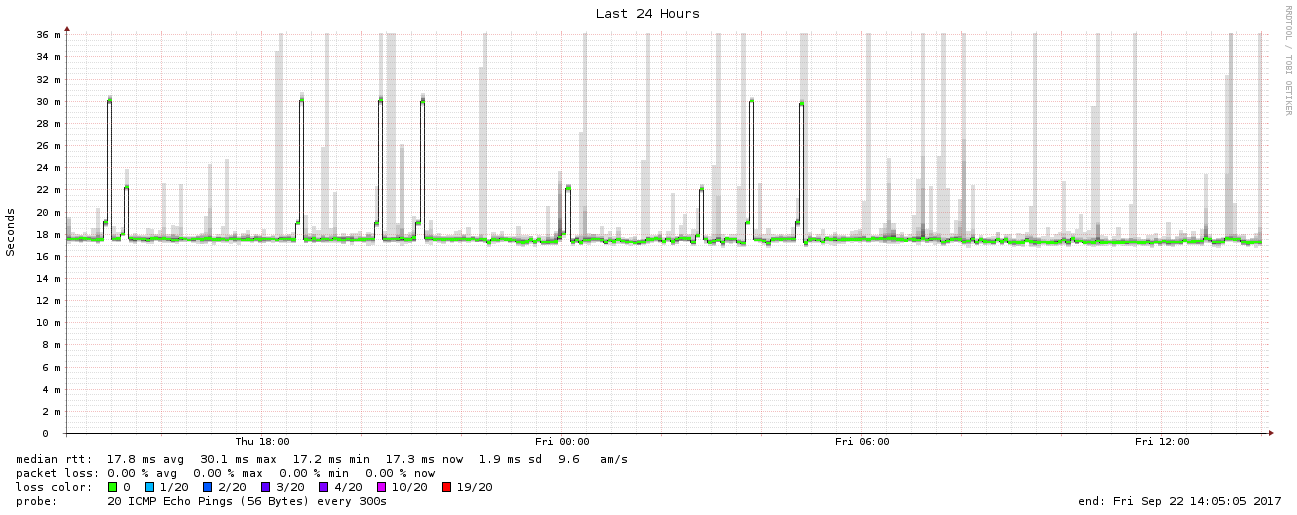 Last 24 Hours
RRDTOOL / TOBI OETIKER
Seconds
36 m
34 m
32 m
30 m
28 m
26 m
24 m
22 m
20 m
18 m
16 m
14 m
12 m
10 m
8 m
6 m
4 m
2 m
0
Thu 18:00 Fri 00:00 Fri 06:00 Fri 12:00
median rtt: 17.8 ms avg 30.1 ms max 17.2 ms min 17.3 ms now 1.9 ms sd 9.6 am/s
packet loss: 0.00 % avg 0.00 % max 0.00 % min 0.00 % now
loss color: 0 1/20 2/20 3/20 4/20 10/20 19/20
probe: 20 ICMP Echo Pings (56 Bytes) every 300s end: Fri Sep 22 14:05:05 2017